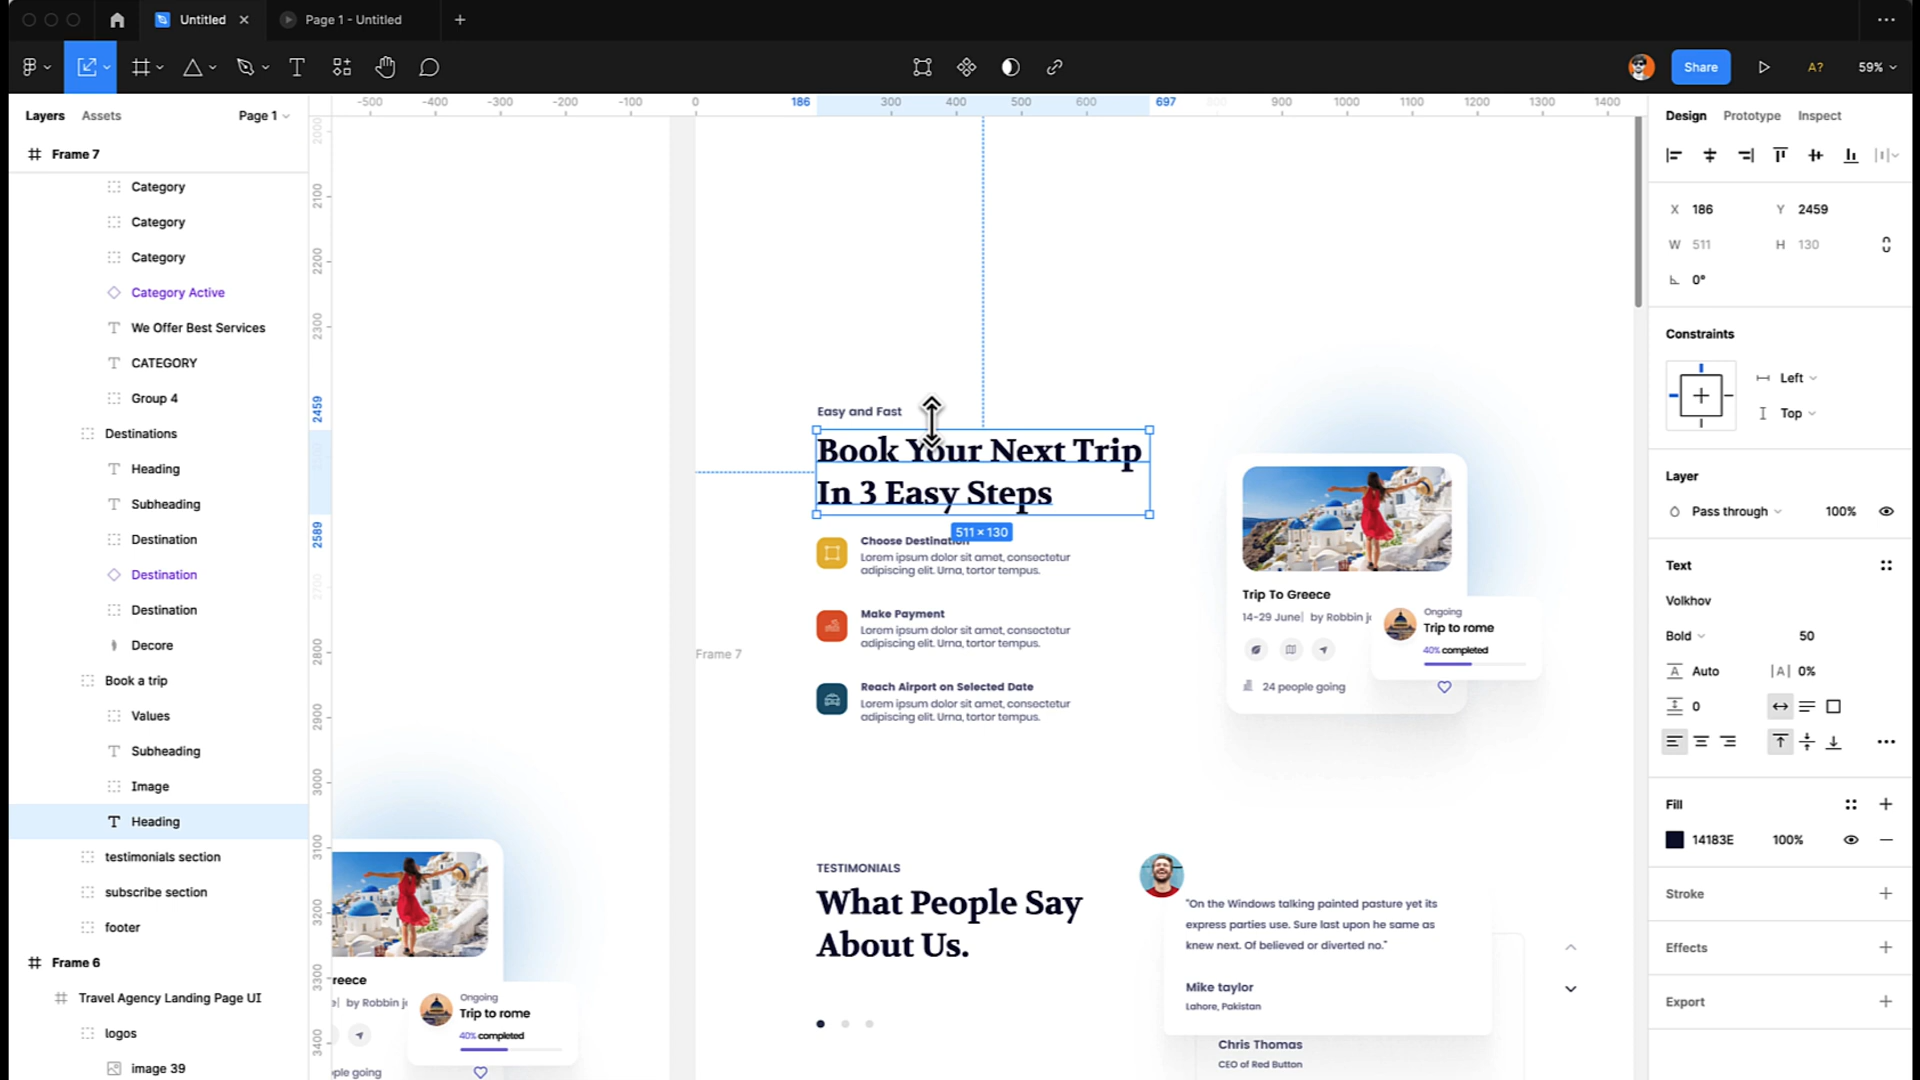 Untitled
Page 1 - Untitled
Share
A?
59%
Layers
Assets
Page 1
-500
-400
-300
-200
-100
0
186
300
400
500
600
697
800
900
1000
1100
1200
1300
1400
Design
Prototype
Inspect
Frame 7
Category
Category
Category
Category Active
We Offer Best Services
CATEGORY
Group 4
Destinations
Heading
Subheading
Destination
Destination
Destination
Decore
Book a trip
Values
Subheading
Image
Heading
testimonials section
subscribe section
footer
Frame 6
Travel Agency Landing Page UI
logos
image 39
2000
2100
2200
2300
2459
2589
2700
2800
2900
3000
3100
3200
3300
3400
Easy and Fast
Book Your Next Trip
In 3 Easy Steps
511 × 130
Choose Destination
Lorem ipsum dolor sit amet, consectetur
adipiscing elit. Urna, tortor tempus.
Make Payment
Lorem ipsum dolor sit amet, consectetur
adipiscing elit. Urna, tortor tempus.
Frame 7
Reach Airport on Selected Date
Lorem ipsum dolor sit amet, consectetur
adipiscing elit. Urna, tortor tempus.
Trip To Greece
14-29 June| by Robbin j
24 people going
Ongoing
Trip to rome
40% completed
TESTIMONIALS
What People Say
About Us.
"On the Windows talking painted pasture yet its
express parties use. Sure last upon he same as
knew next. Of believed or diverted no."
Mike taylor
Lahore, Pakistan
Chris Thomas
CEO of Red Button
reece
| by Robbin j
ple going
Ongoing
Trip to rome
40% completed
X 186
Y 2459
W 511
H 130
0°
Constraints
Left
Top
Layer
Pass through
100%
Text
Volkhov
Bold
50
A Auto
|A| 0%
0
Fill
14183E
100%
Stroke
Effects
Export